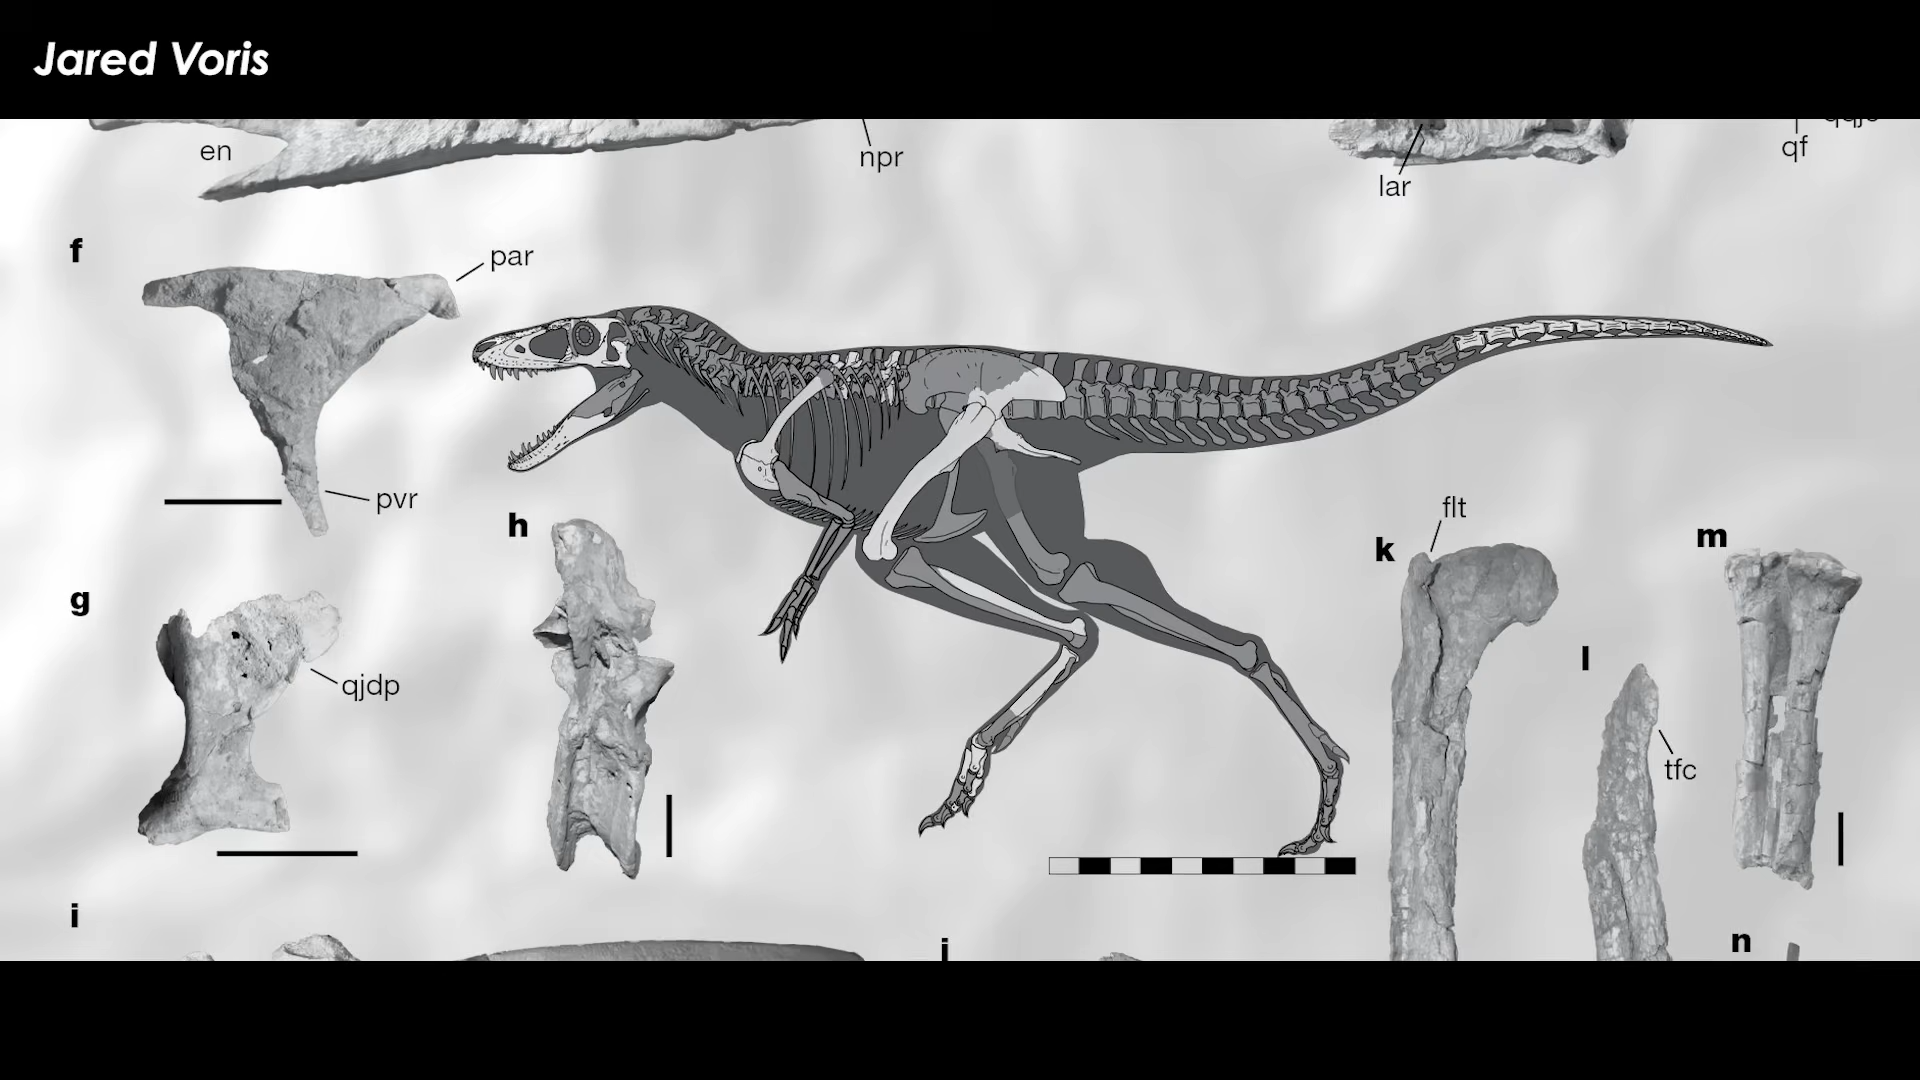 Jared Voris
en
npr
lar
qf
f
par
pvr
g
qjdp
h
flt
k
m
l
tfc
i
j
n